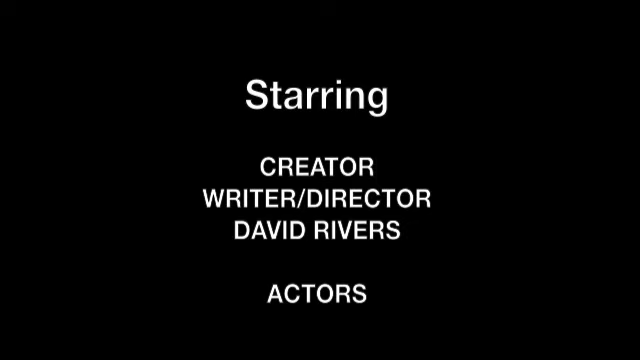 Starring
CREATOR
WRITER/DIRECTOR
DAVID RIVERS
ACTORS